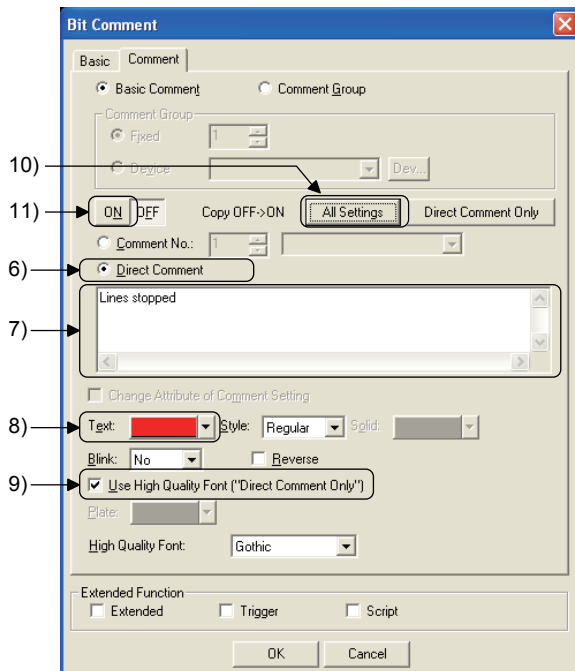 Bit Comment
Basic Comment
Basic Comment Comment Group
Comment Group
Fixed 1
10)
Device Dev...
11) ON OFF Copy OFF->ON All Settings Direct Comment Only
Comment No.: 1
6) Direct Comment
Lines stopped
7)
Change Attribute of Comment Setting
8) Text: Style: Regular Solid:
Blink: No Reverse
9) Use High Quality Font ("Direct Comment Only")
Plate:
High Quality Font: Gothic
Extended Function
Extended Trigger Script
OK Cancel